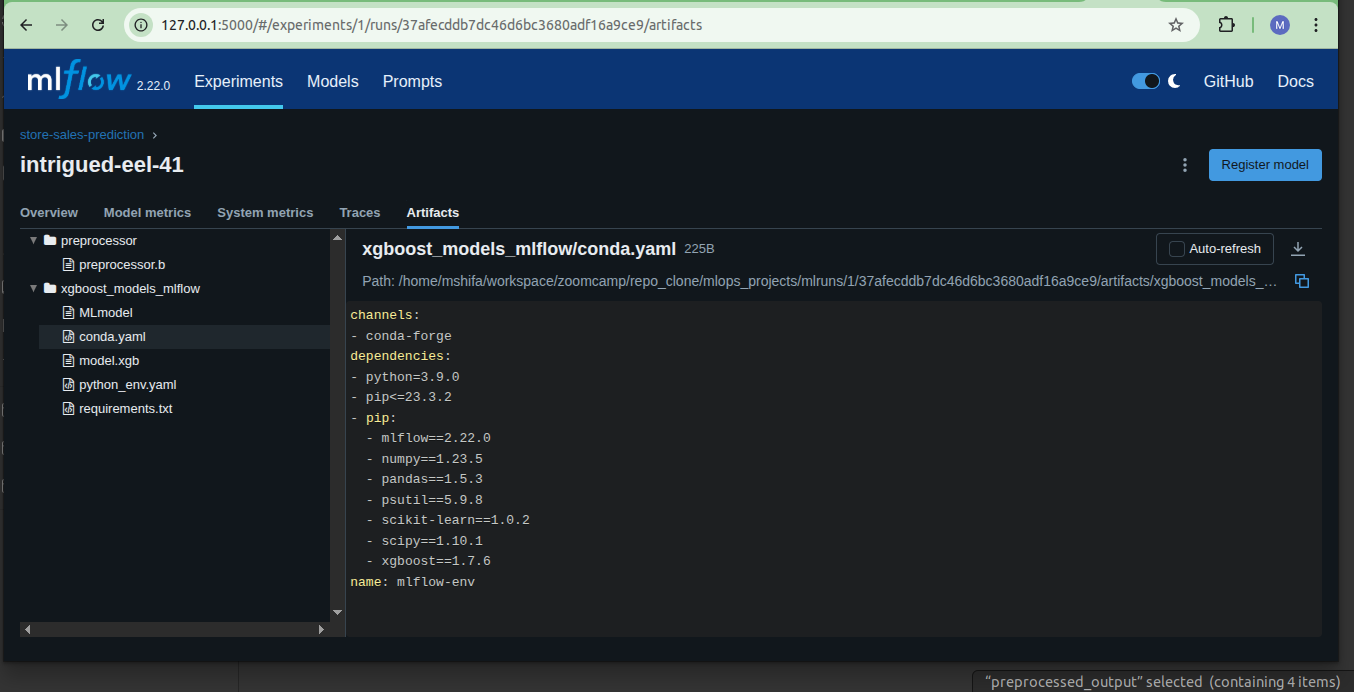 127.0.0.1:5000/#/experiments/1/runs/37afecddb7dc46d6bc3680adf16a9ce9/artifacts
M
mlflow 2.22.0 Experiments Models Prompts GitHub Docs
store-sales-prediction ›
intrigued-eel-41
Register model
Overview Model metrics System metrics Traces Artifacts
preprocessor
preprocessor.b
xgboost_models_mlflow
MLmodel
conda.yaml
model.xgb
python_env.yaml
requirements.txt
xgboost_models_mlflow/conda.yaml 225B
Auto-refresh
Path: /home/mshifa/workspace/zoomcamp/repo_clone/mlops_projects/mlruns/1/37afecddb7dc46d6bc3680adf16a9ce9/artifacts/xgboost_models_…
channels:
- conda-forge
dependencies:
- python=3.9.0
- pip<=23.3.2
- pip:
  - mlflow==2.22.0
  - numpy==1.23.5
  - pandas==1.5.3
  - psutil==5.9.8
  - scikit-learn==1.0.2
  - scipy==1.10.1
  - xgboost==1.7.6
name: mlflow-env
“preprocessed_output” selected (containing 4 items)